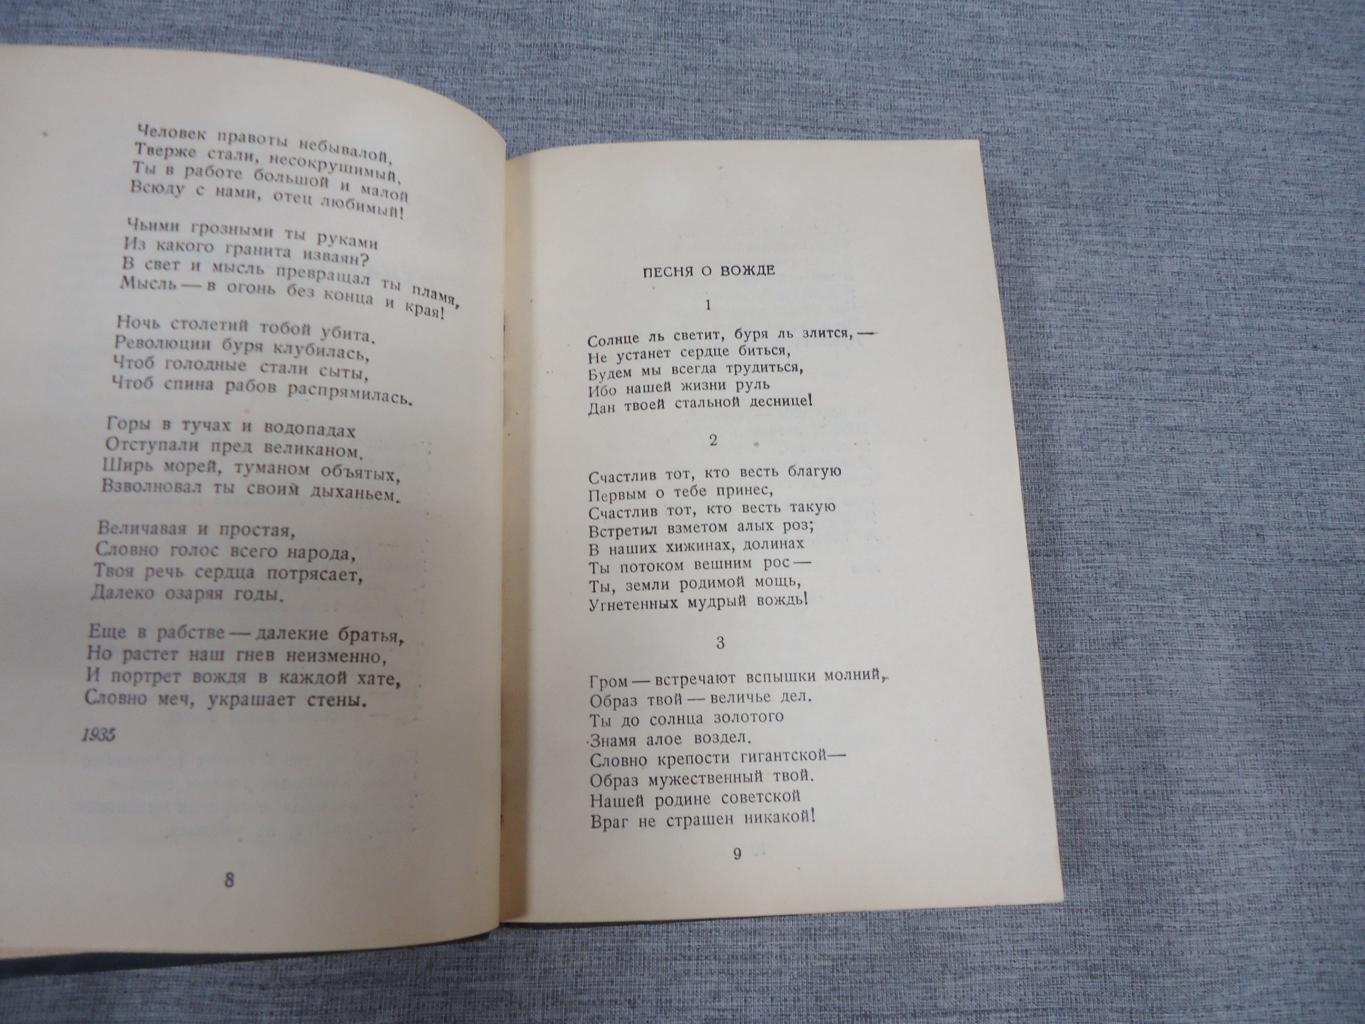 Человек правоты небывалой,
Тверже стали, несокрушимый,
Ты в работе большой и малой
Всюду с нами, отец любимый!
Чьими грозными ты руками
Из какого гранита изваян?
В свет и мысль превращал ты пламя,
Мысль — в огонь без конца и края!
Ночь столетий тобой убита.
Революции буря клубилась,
Чтоб голодные стали сыты,
Чтоб спина рабов распрямилась.
Горы в тучах и водопадах
Отступали пред великаном.
Ширь морей, туманом объятых,
Взволновал ты своим дыханьем.
Величавая и простая,
Словно голос всего народа,
Твоя речь сердца потрясает,
Далеко озаряя годы.
Еще в рабстве — далекие братья,
Но растет наш гнев неизменно,
И портрет вождя в каждой хате,
Словно меч, украшает стены.
1935
8
ПЕСНЯ О ВОЖДЕ
1
Солнце ль светит, буря ль злится, —
Не устанет сердце биться,
Будем мы всегда трудиться,
Ибо нашей жизни руль
Дан твоей стальной деснице!
2
Счастлив тот, кто весть благую
Первым о тебе принес,
Счастлив тот, кто весть такую
Встретил взметом алых роз;
В наших хижинах, долинах
Ты потоком вешним рос —
Ты, земли родимой мощь,
Угнетенных мудрый вождь!
3
Гром — встречают вспышки молний,
Образ твой — величье дел.
Ты до солнца золотого
Знамя алое воздел.
Словно крепости гигантской —
Образ мужественный твой.
Нашей родине советской
Враг не страшен никакой!
9